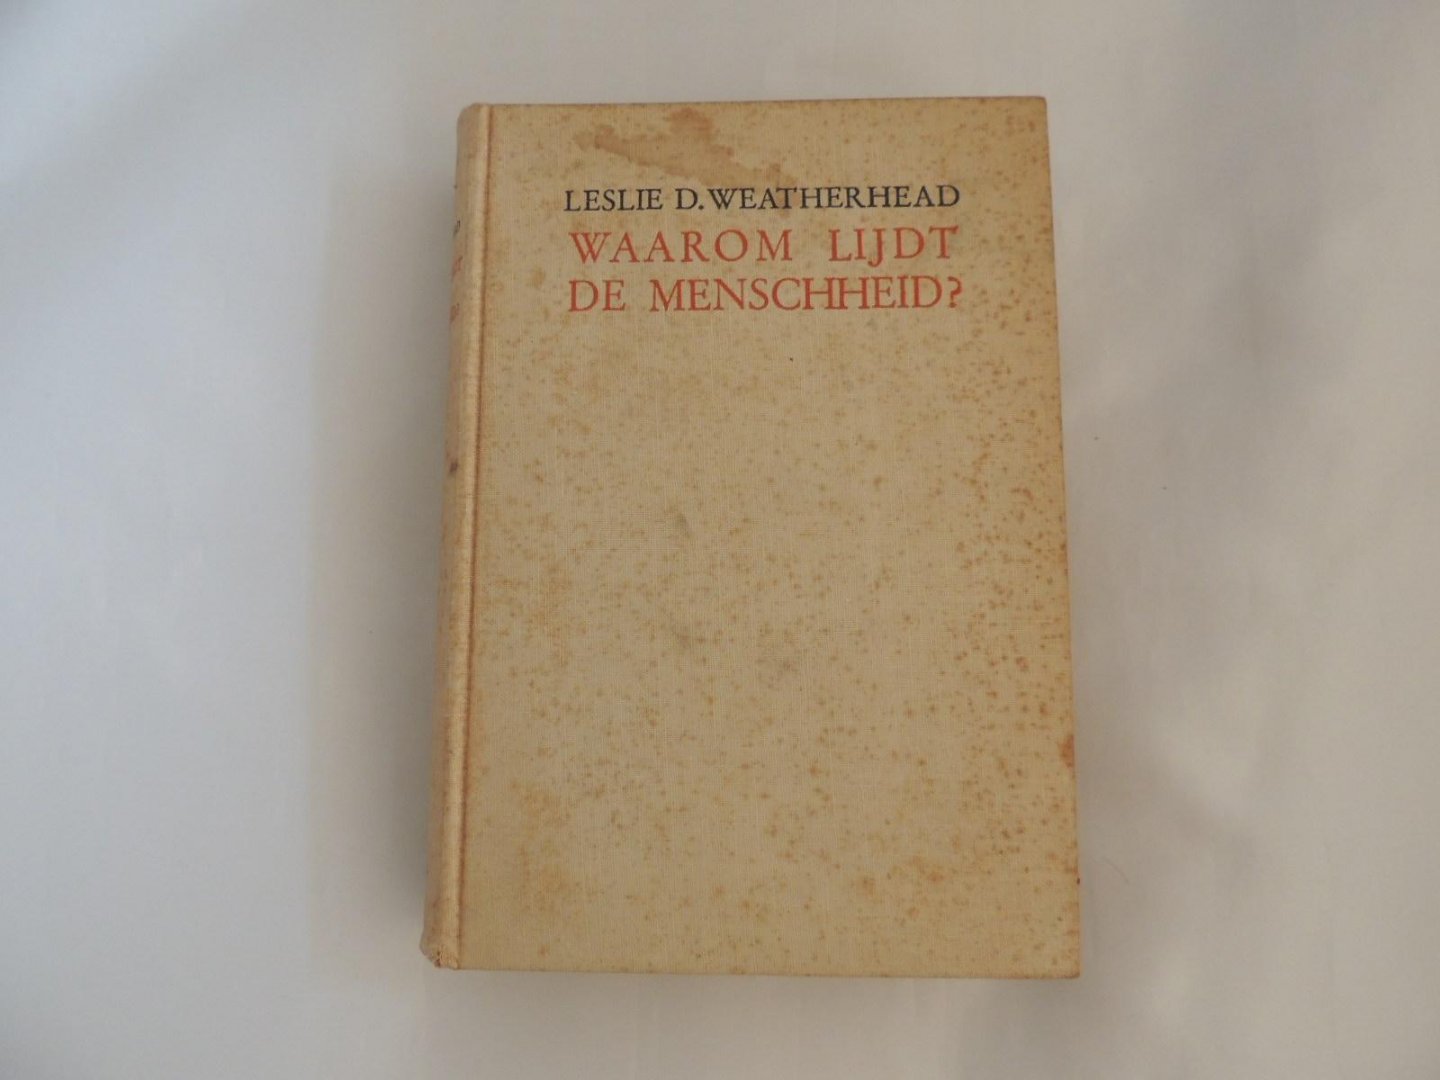 LESLIE D. WEATHERHEAD
WAAROM LIJDT
DE MENSCHHEID?